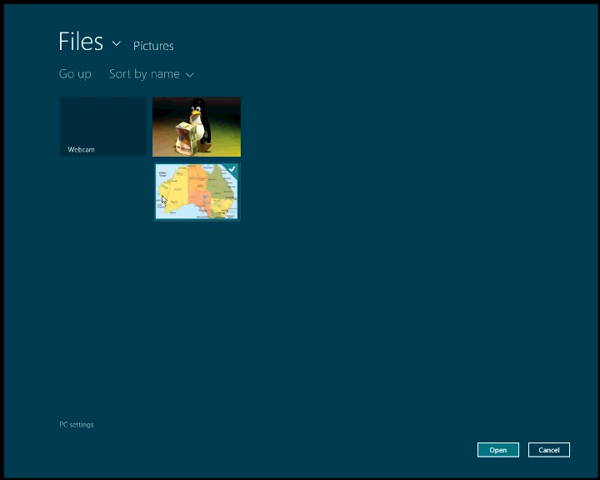 Files Pictures
Go up Sort by name
Webcam
PC settings
Open Cancel